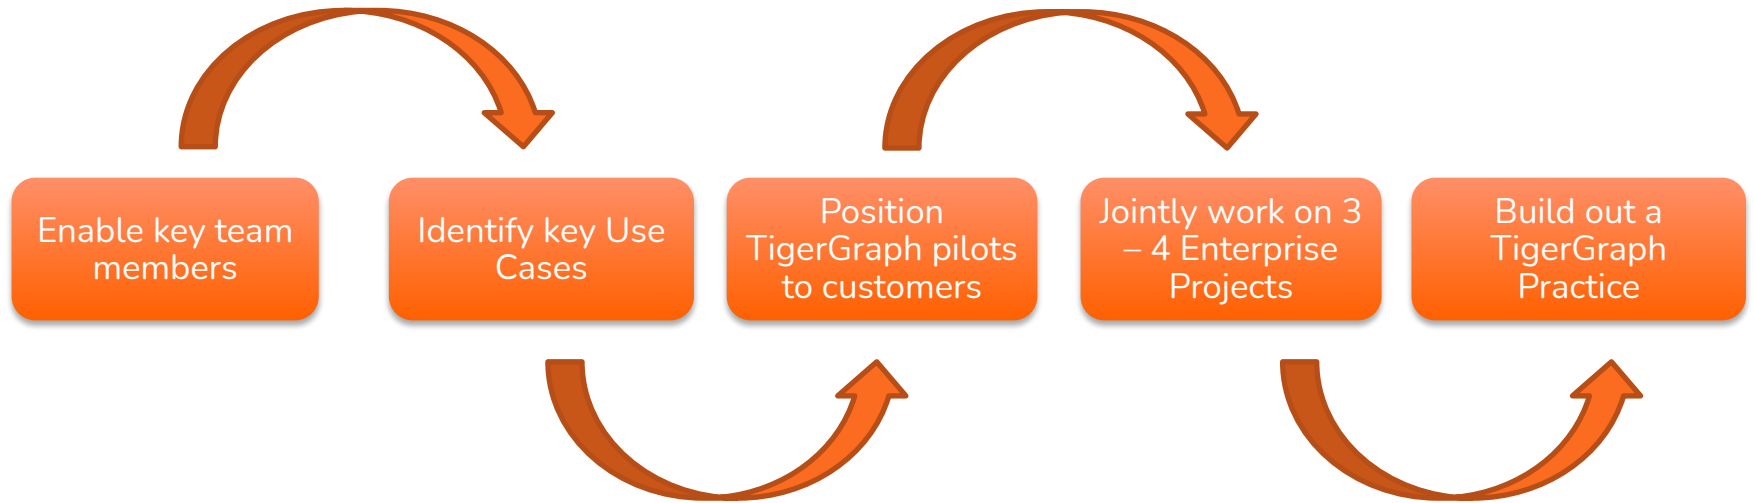 Enable key team
members
Identify key Use
Cases
Position
TigerGraph pilots
to customers
Jointly work on 3
– 4 Enterprise
Projects
Build out a
TigerGraph
Practice